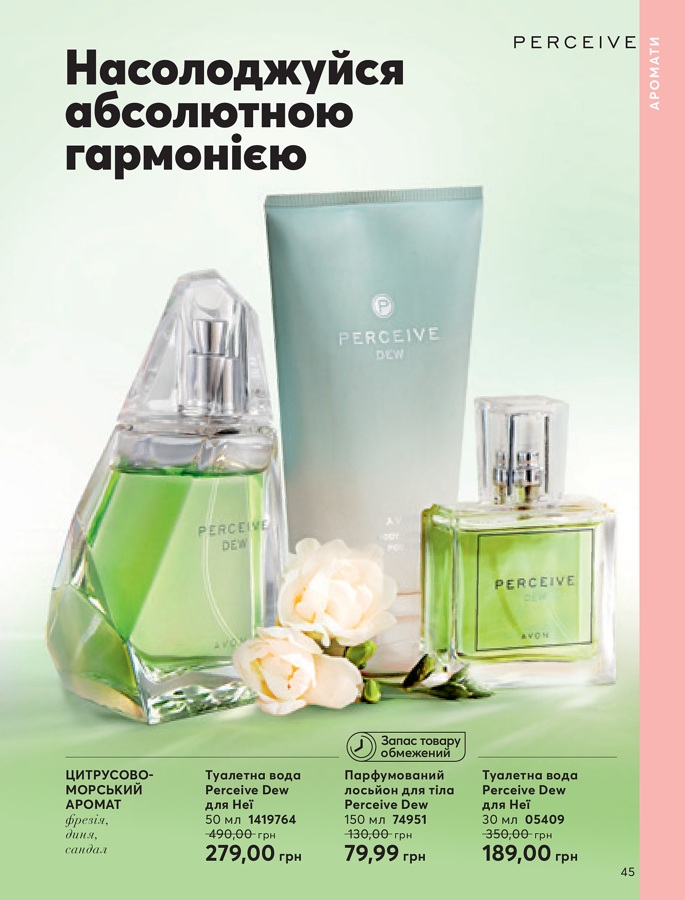 PERCEIVE
АРОМАТИ
Насолоджуйся
абсолютною
гармонією
PERCEIVE
DEW
PERCEIVE
DEW
AVON
PERCEIVE
DEW
AVON
Запас товару
обмежений
ЦИТРУСОВО-
МОРСЬКИЙ
АРОМАТ
фрезія,
диня,
сандал
Туалетна вода
Perceive Dew
для Неї
50 мл 1419764
490,00 грн
279,00 грн
Парфумований
лосьйон для тіла
Perceive Dew
150 мл 74951
130,00 грн
79,99 грн
Туалетна вода
Perceive Dew
для Неї
30 мл 05409
350,00 грн
189,00 грн
45